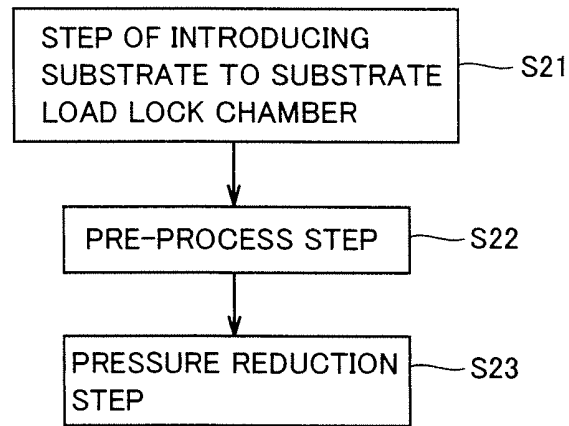 STEP OF INTRODUCING
SUBSTRATE TO SUBSTRATE
LOAD LOCK CHAMBER
S21
PRE-PROCESS STEP
S22
PRESSURE REDUCTION
STEP
S23